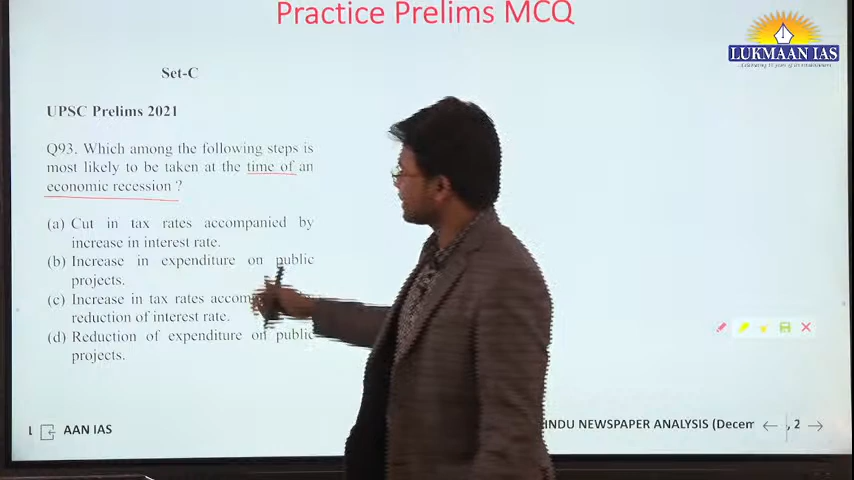 Practice Prelims MCQ
LUKMAAN IAS
Set-C
UPSC Prelims 2021
Q93. Which among the following steps is
most likely to be taken at the time of an
economic recession ?
(a) Cut in tax rates accompanied by
increase in interest rate.
(b) Increase in expenditure on public
projects.
(c) Increase in tax rates accom
reduction of interest rate.
(d) Reduction of expenditure on public
projects.
AAN IAS
INDU NEWSPAPER ANALYSIS (Decem , 2